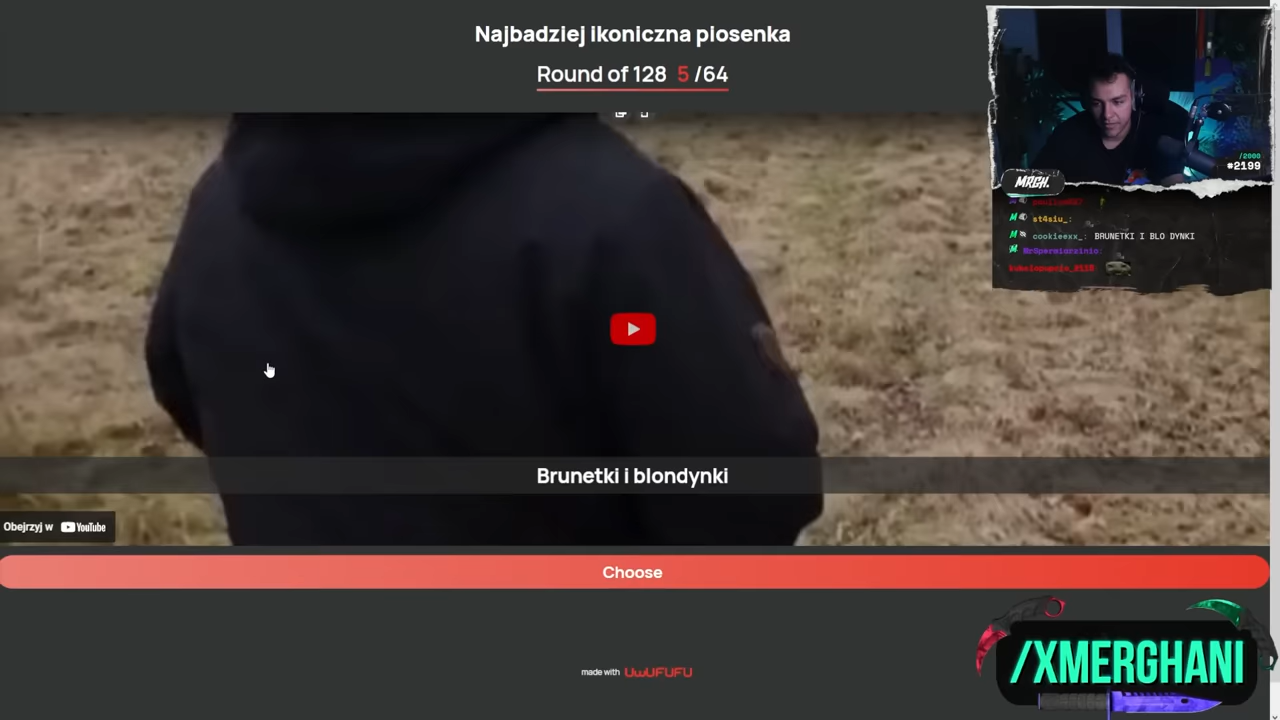 Najbadziej ikoniczna piosenka
Round of 128 5 /64
/2000
#2199
MRGH.
st4siu_:
cookieexx_: BRUNETKI I BLO DYNKI
Brunetki i blondynki
Obejrzyj w YouTube
Choose
made with UwUFUFU
/XMERGHANI